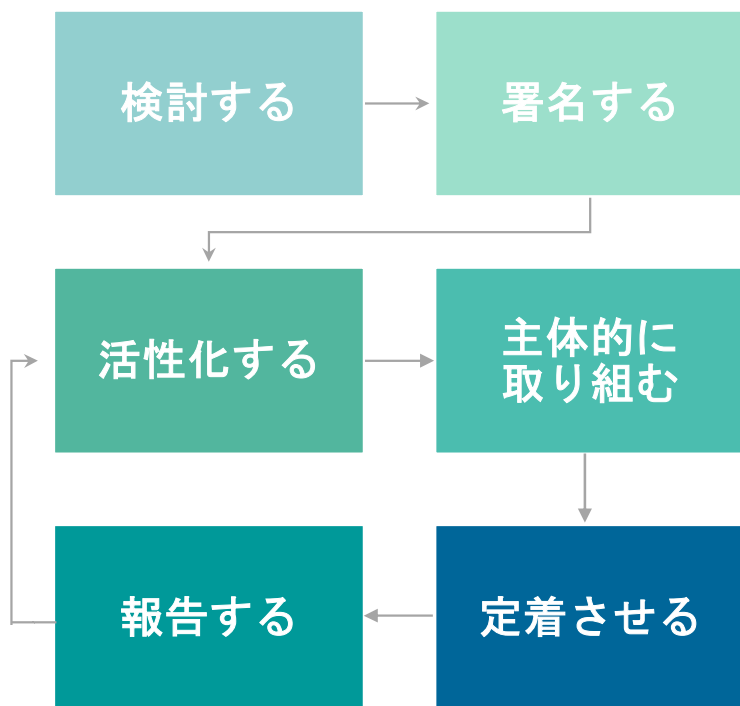 検討する
署名する
活性化する
主体的に
取り組む
報告する
定着させる